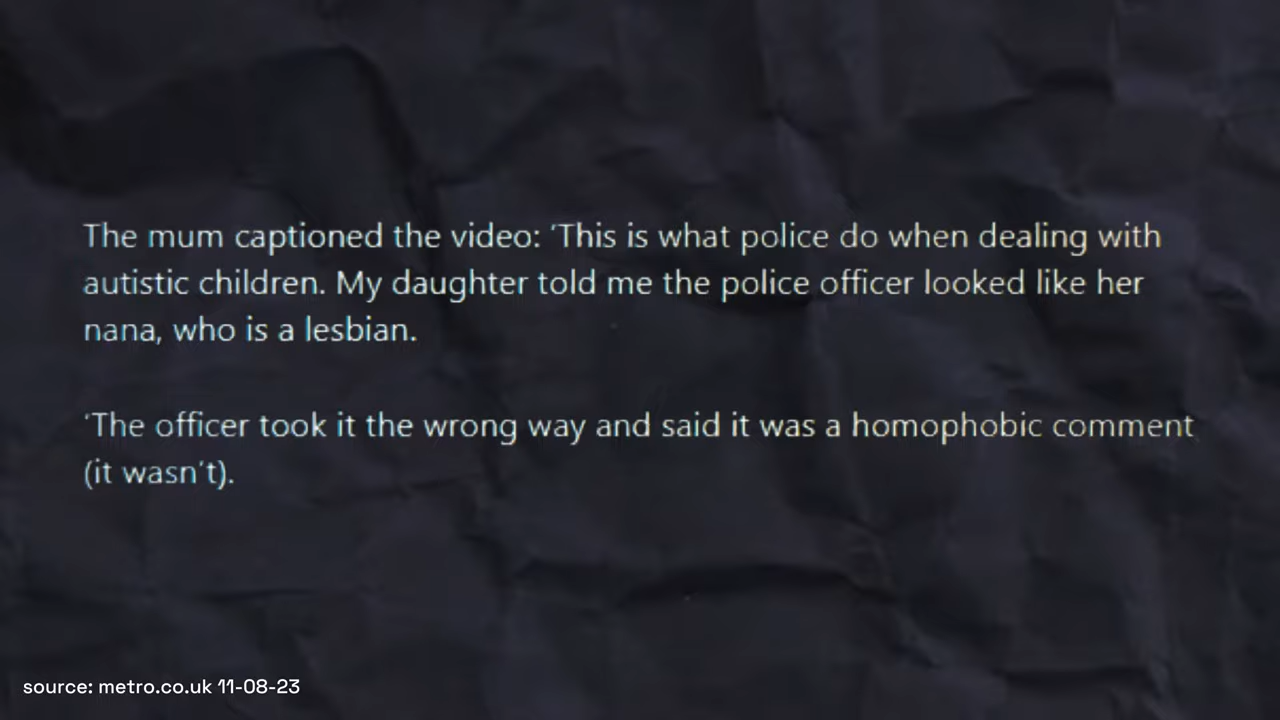 The mum captioned the video: ‘This is what police do when dealing with
autistic children. My daughter told me the police officer looked like her
nana, who is a lesbian.
‘The officer took it the wrong way and said it was a homophobic comment
(it wasn’t).
source: metro.co.uk 11-08-23